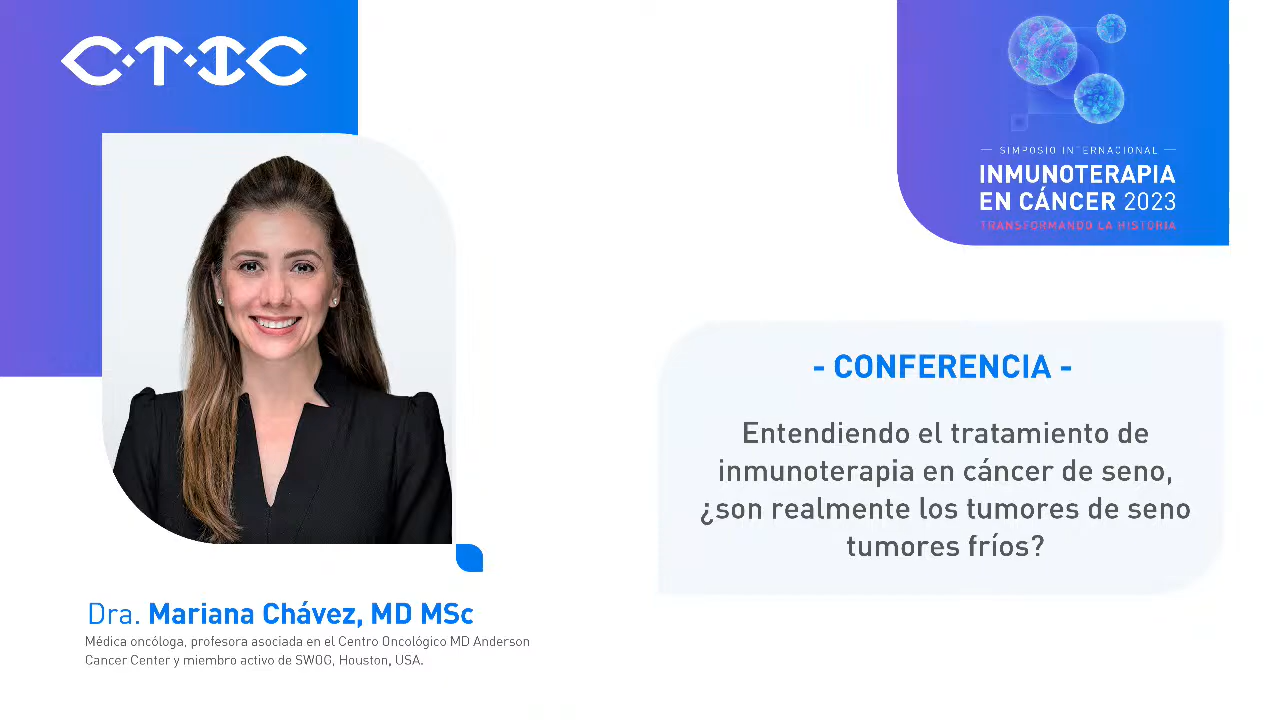 C·T·I·C
SIMPOSIO INTERNACIONAL
INMUNOTERAPIA
EN CÁNCER 2023
TRANSFORMANDO LA HISTORIA
- CONFERENCIA -
Entendiendo el tratamiento de
inmunoterapia en cáncer de seno,
¿son realmente los tumores de seno
tumores fríos?
Dra. Mariana Chávez, MD MSc
Médica oncóloga, profesora asociada en el Centro Oncológico MD Anderson
Cancer Center y miembro activo de SWOG, Houston, USA.